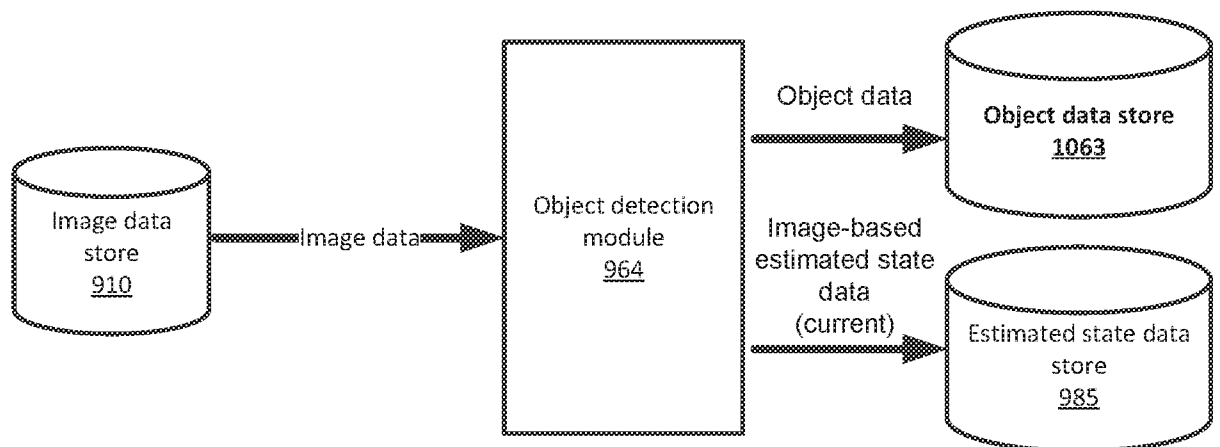 Image data
store
910
Image data
Object detection
module
964
Object data
Image-based
estimated state
data
(current)
Object data store
1063
Estimated state data
store
985